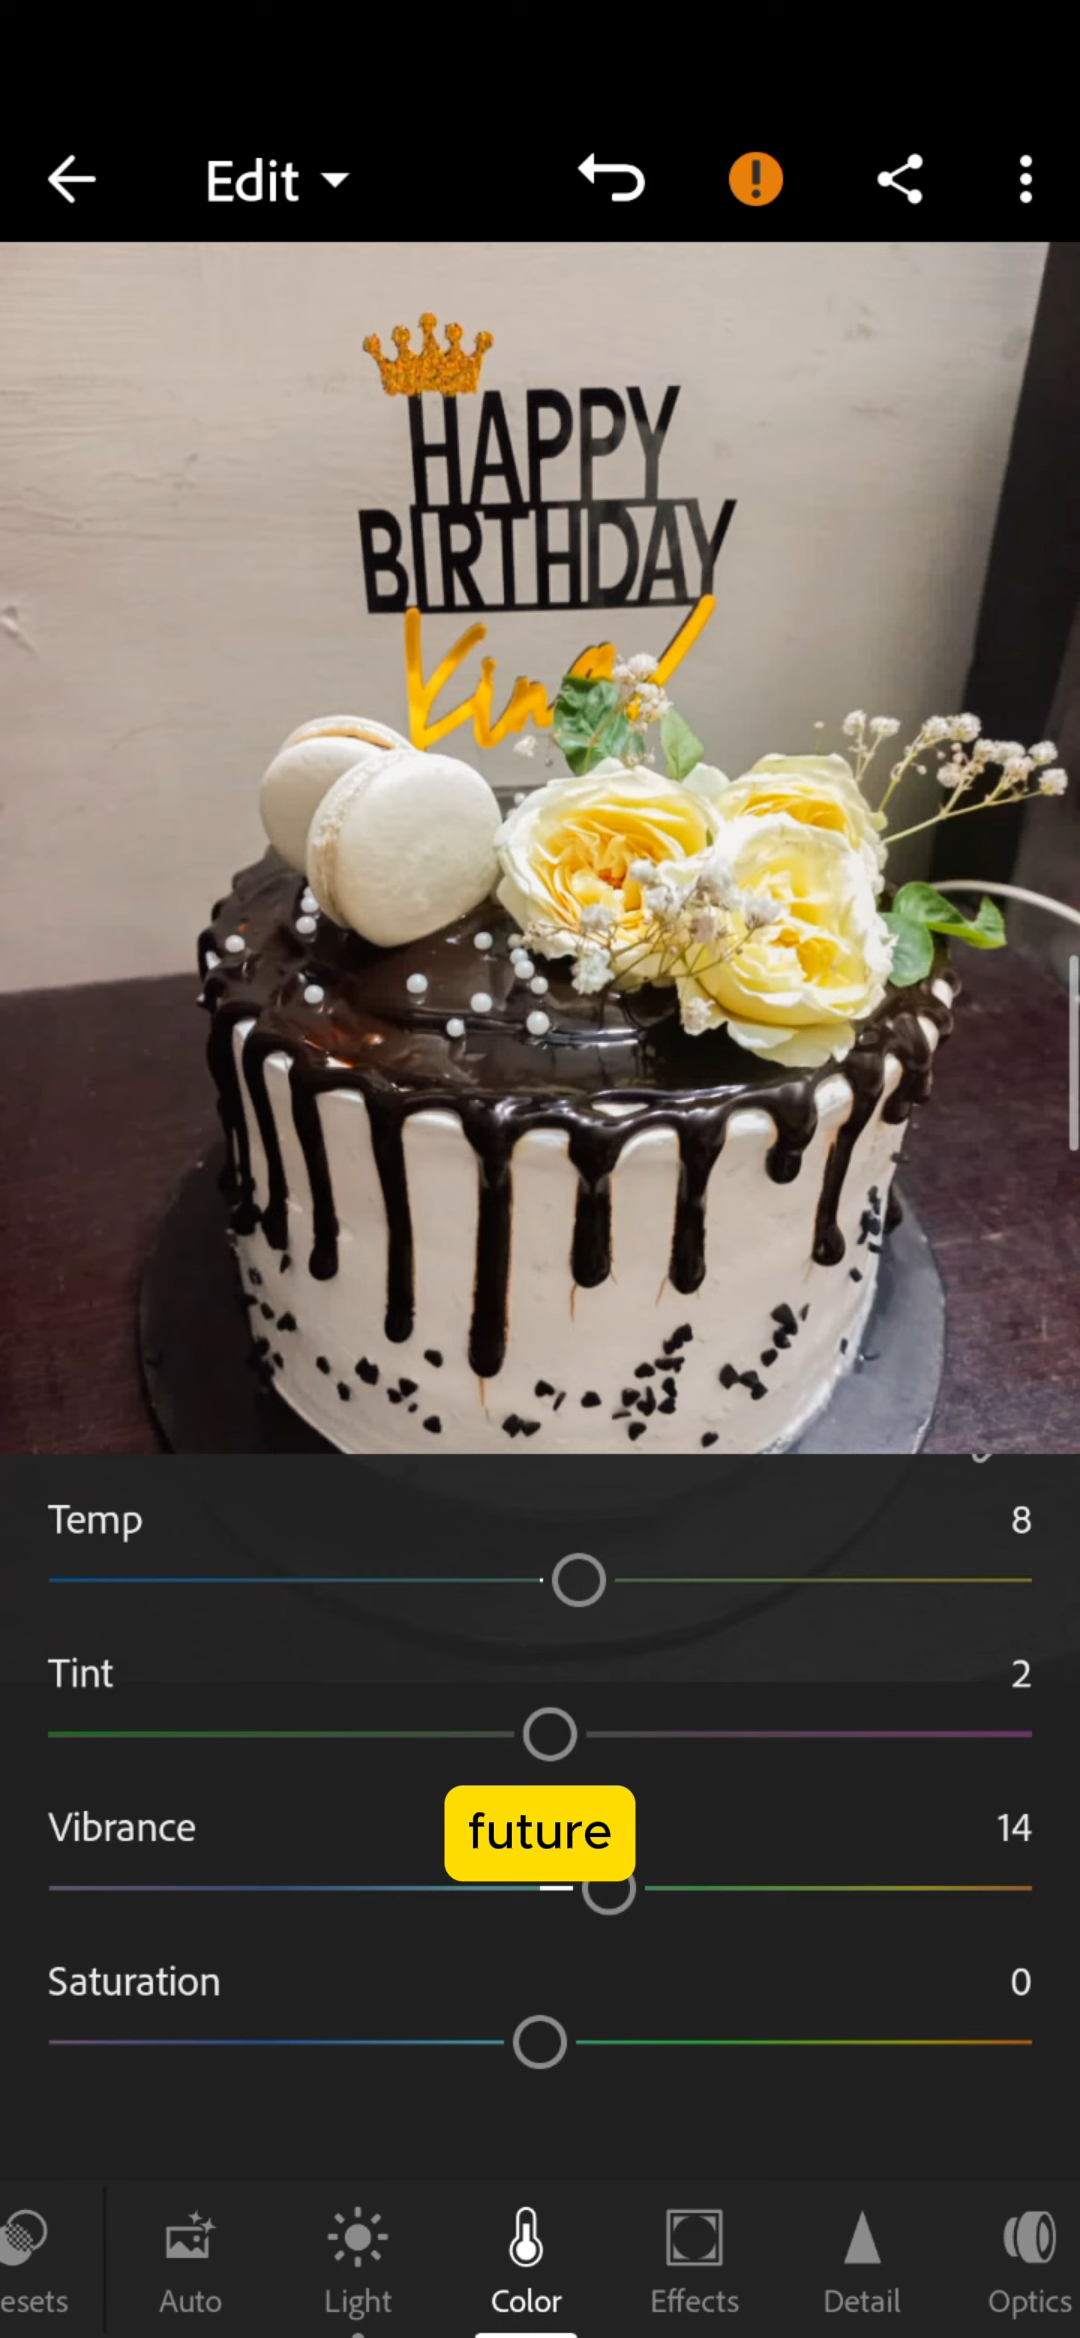 Edit
HAPPY
BIRTHDAY
King
Temp 8
Tint 2
future
Vibrance 14
Saturation 0
esets Auto Light Color Effects Detail Optics